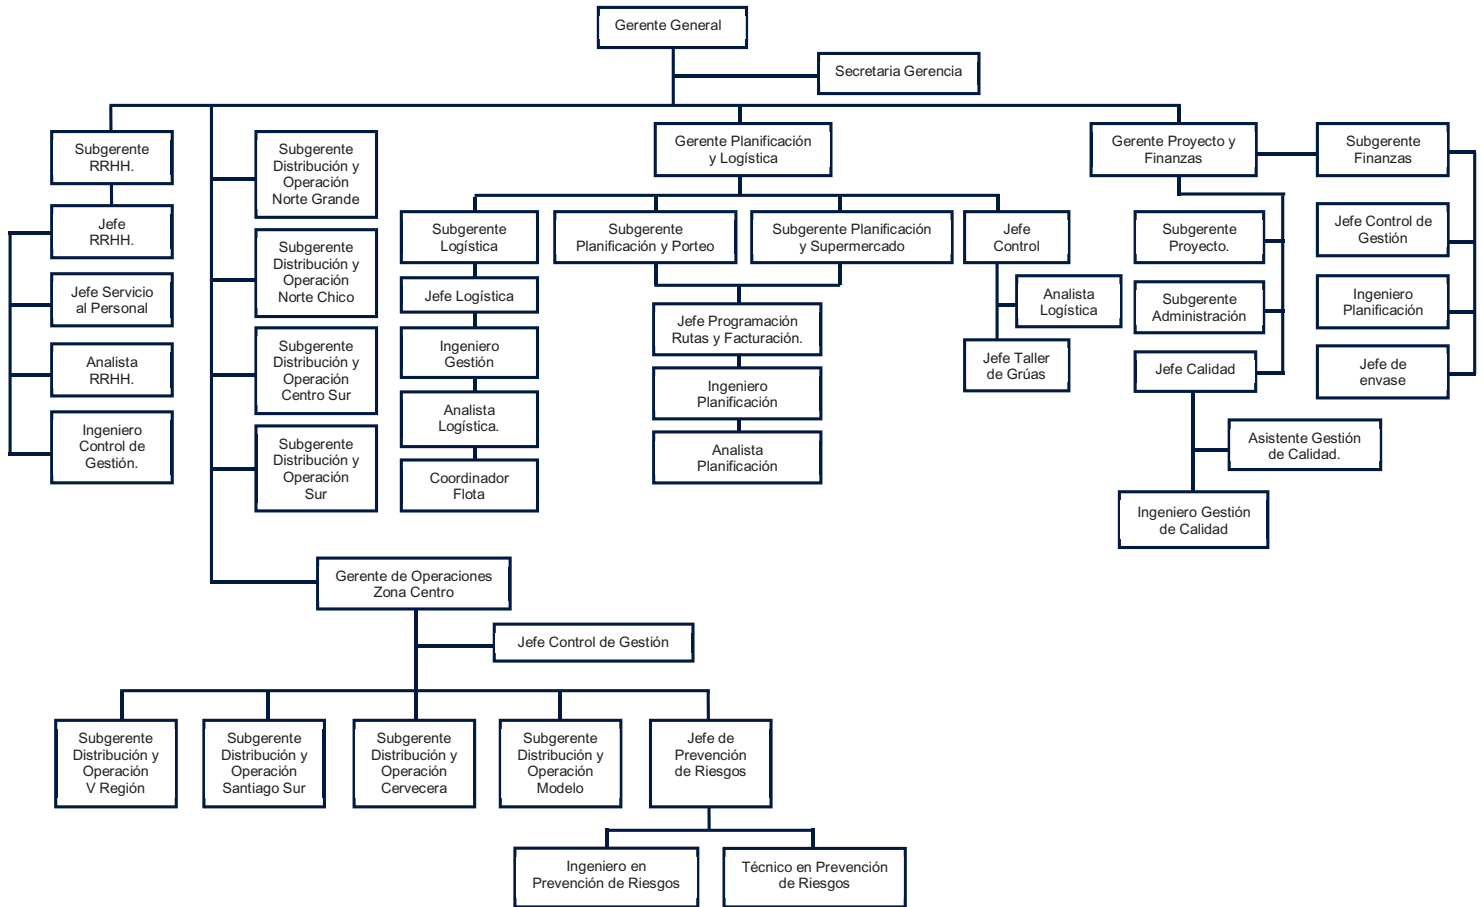 Gerente General
Secretaria Gerencia
Subgerente
RRHH.
Jefe
RRHH.
Jefe Servicio
al Personal
Analista
RRHH.
Ingeniero
Control de
Gestión.
Subgerente
Distribución y
Operación
Norte Grande
Subgerente
Distribución y
Operación
Norte Chico
Subgerente
Distribución y
Operación
Centro Sur
Subgerente
Distribución y
Operación
Sur
Gerente Planificación
y Logística
Subgerente
Logística
Jefe Logística
Ingeniero
Gestión
Analista
Logística.
Coordinador
Flota
Subgerente
Planificación y Porteo
Subgerente Planificación
y Supermercado
Jefe Programación
Rutas y Facturación.
Ingeniero
Planificación
Analista
Planificación
Jefe
Control
Analista
Logística
Jefe Taller
de Grúas
Gerente Proyecto y
Finanzas
Subgerente
Proyecto.
Subgerente
Administración
Jefe Calidad
Asistente Gestión
de Calidad.
Ingeniero Gestión
de Calidad
Subgerente
Finanzas
Jefe Control de
Gestión
Ingeniero
Planificación
Jefe de
envase
Gerente de Operaciones
Zona Centro
Jefe Control de Gestión
Subgerente
Distribución y
Operación
V Región
Subgerente
Distribución y
Operación
Santiago Sur
Subgerente
Distribución y
Operación
Cervecera
Subgerente
Distribución y
Operación
Modelo
Jefe de
Prevención
de Riesgos
Ingeniero en
Prevención de Riesgos
Técnico en Prevención
de Riesgos